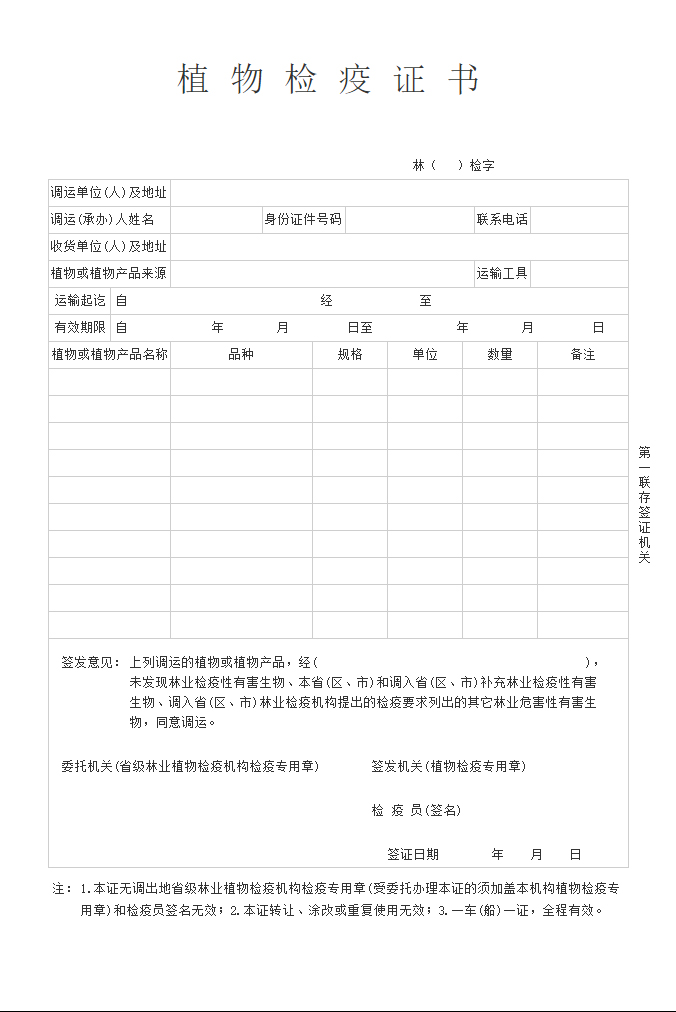 植物检疫证书
林（　）检字
调运单位(人)及地址
调运(承办)人姓名 身份证件号码 联系电话
收货单位(人)及地址
植物或植物产品来源 运输工具
运输起讫 自 经 至
有效期限 自 年 月 日至 年 月 日
植物或植物产品名称 品种 规格 单位 数量 备注
第一联存签证机关
签发意见：上列调运的植物或植物产品，经( )，
未发现林业检疫性有害生物、本省(区、市)和调入省(区、市)补充林业检疫性有害
生物、调入省(区、市)林业检疫机构提出的检疫要求列出的其它林业危害性有害生
物，同意调运。
委托机关(省级林业植物检疫机构检疫专用章) 签发机关(植物检疫专用章)
检 疫 员(签名)
签证日期 年 月 日
注：1.本证无调出地省级林业植物检疫机构检疫专用章(受委托办理本证的须加盖本机构植物检疫专
用章)和检疫员签名无效；2.本证转让、涂改或重复使用无效；3.一车(船)一证，全程有效。